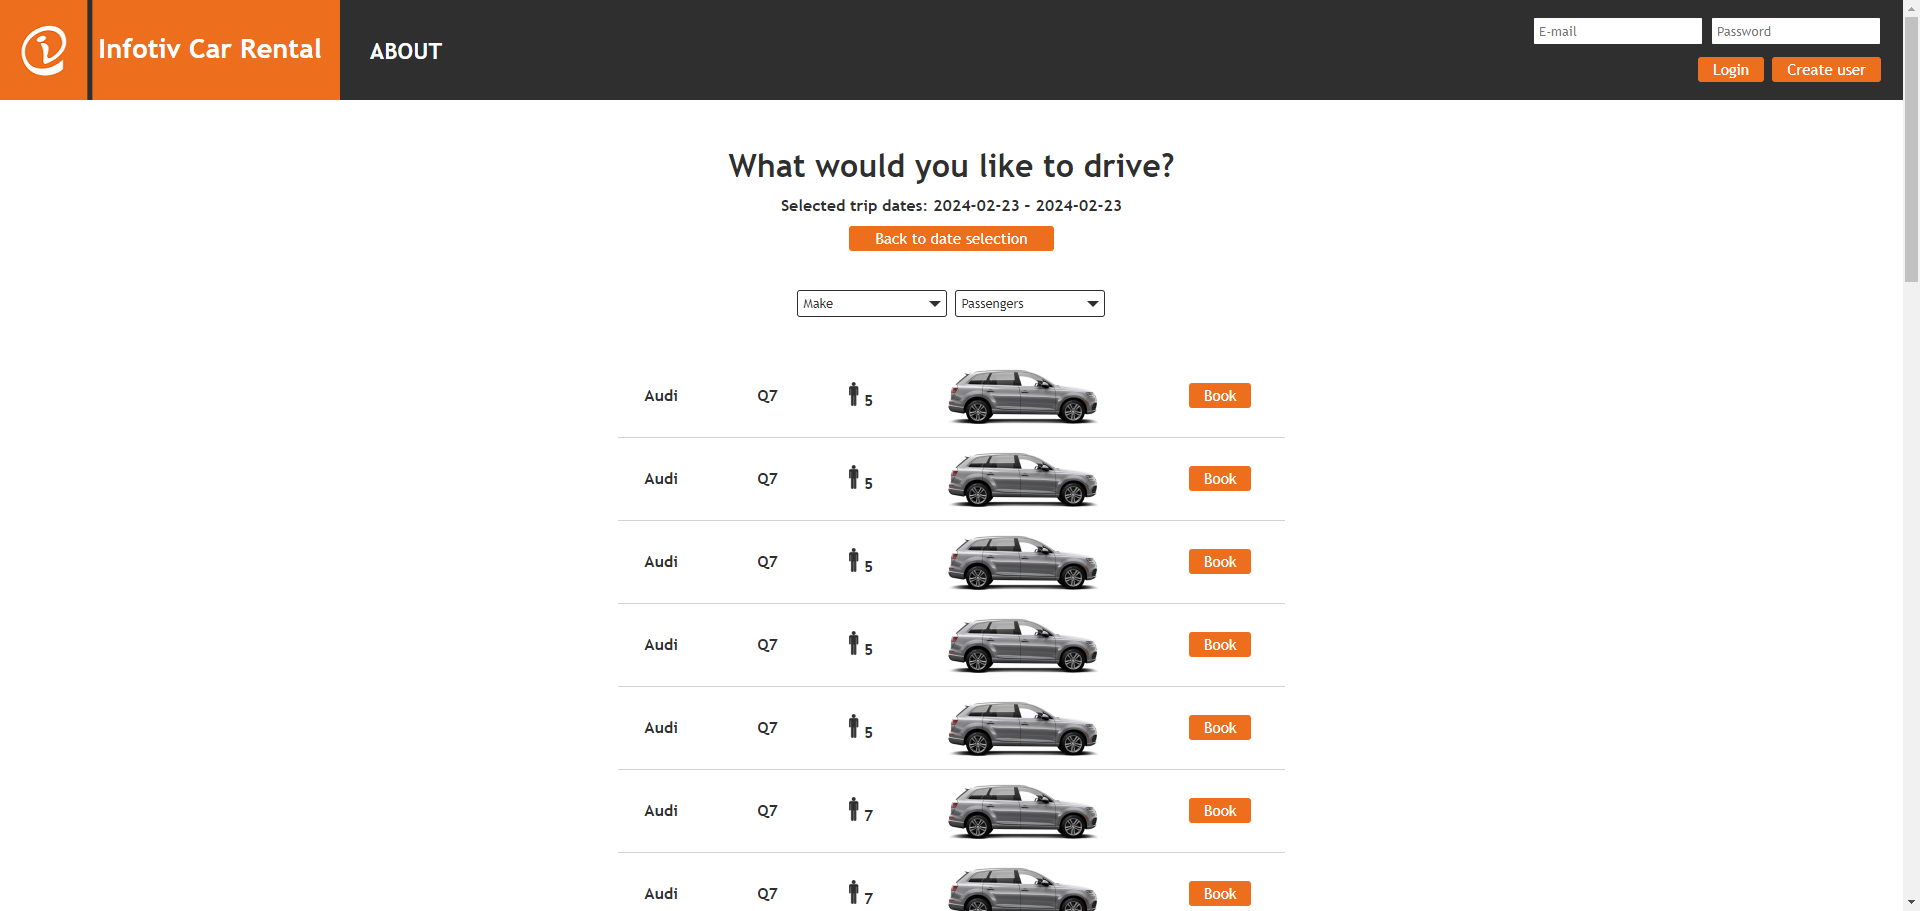 Infotiv Car Rental
ABOUT
E-mail
Password
Login
Create user
What would you like to drive?
Selected trip dates: 2024-02-23 – 2024-02-23
Back to date selection
Make
Passengers
Audi Q7 5 Book
Audi Q7 5 Book
Audi Q7 5 Book
Audi Q7 5 Book
Audi Q7 5 Book
Audi Q7 7 Book
Audi Q7 7 Book